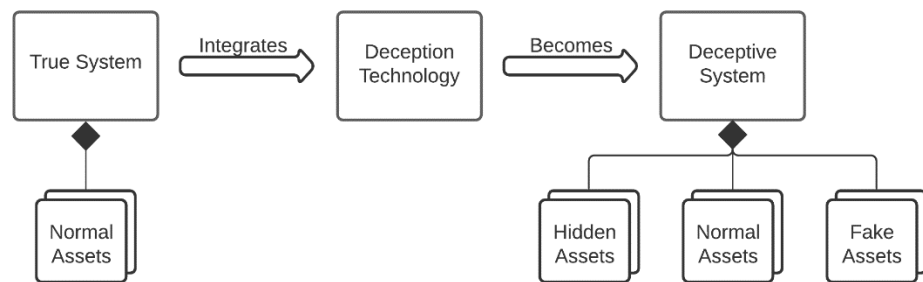 True System
Integrates
Deception
Technology
Becomes
Deceptive
System
Normal
Assets
Hidden
Assets
Normal
Assets
Fake
Assets